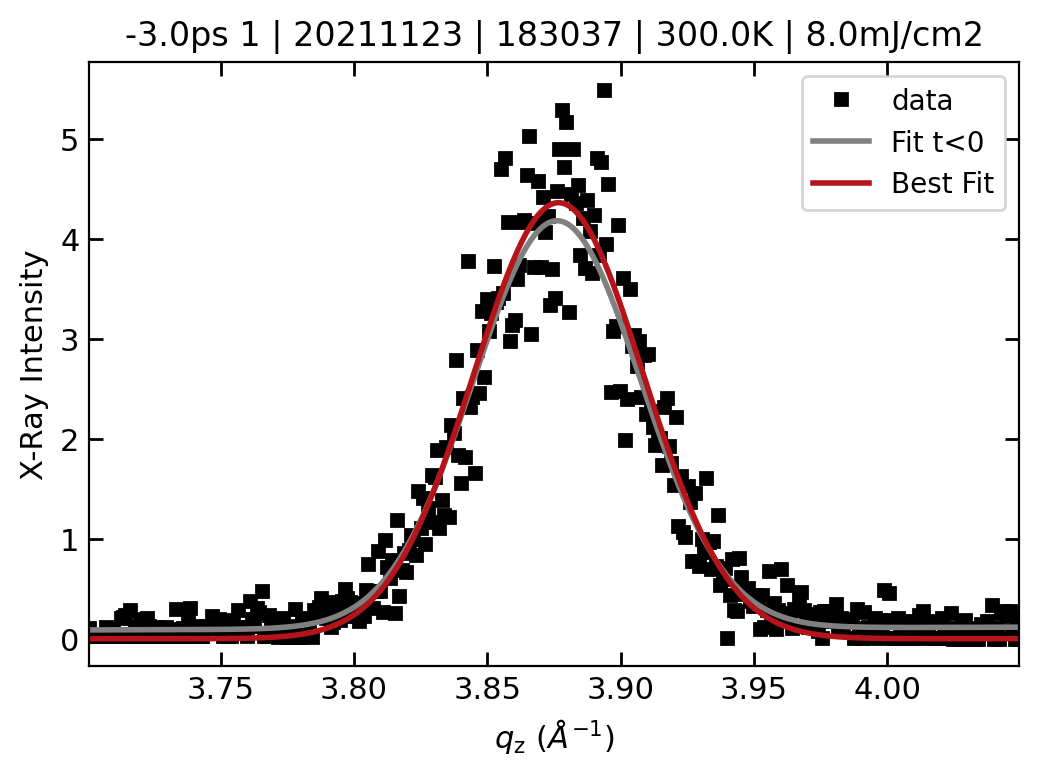 -3.0ps 1 | 20211123 | 183037 | 300.0K | 8.0mJ/cm2
data
Fit t<0
Best Fit
X-Ray Intensity
5
4
3
2
1
0
3.75 3.80 3.85 3.90 3.95 4.00
q_z (Å⁻¹)